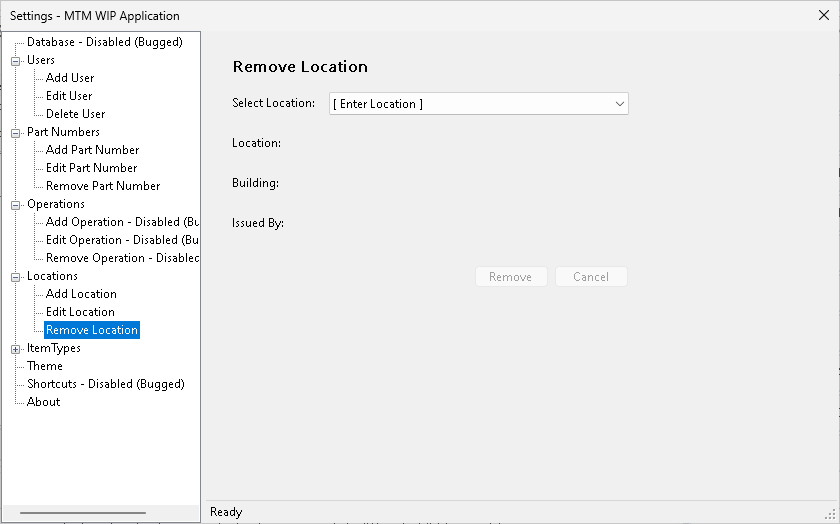 Settings - MTM WIP Application
Database - Disabled (Bugged)
Users
Add User
Edit User
Delete User
Part Numbers
Add Part Number
Edit Part Number
Remove Part Number
Operations
Add Operation - Disabled (Bu
Edit Operation - Disabled (Bu
Remove Operation - Disabled
Locations
Add Location
Edit Location
Remove Location
ItemTypes
Theme
Shortcuts - Disabled (Bugged)
About
Remove Location
Select Location:
[ Enter Location ]
Location:
Building:
Issued By:
Remove
Cancel
Ready